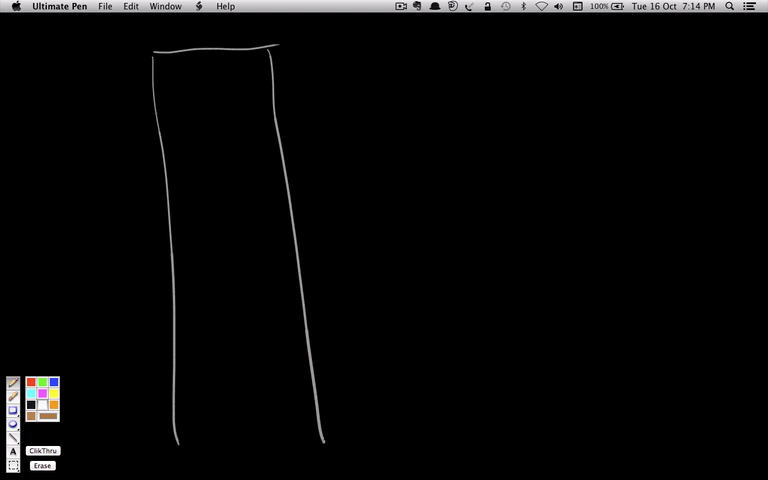 Ultimate Pen File Edit Window Help 100% Tue 16 Oct 7:14 PM
A ClikThru
Erase